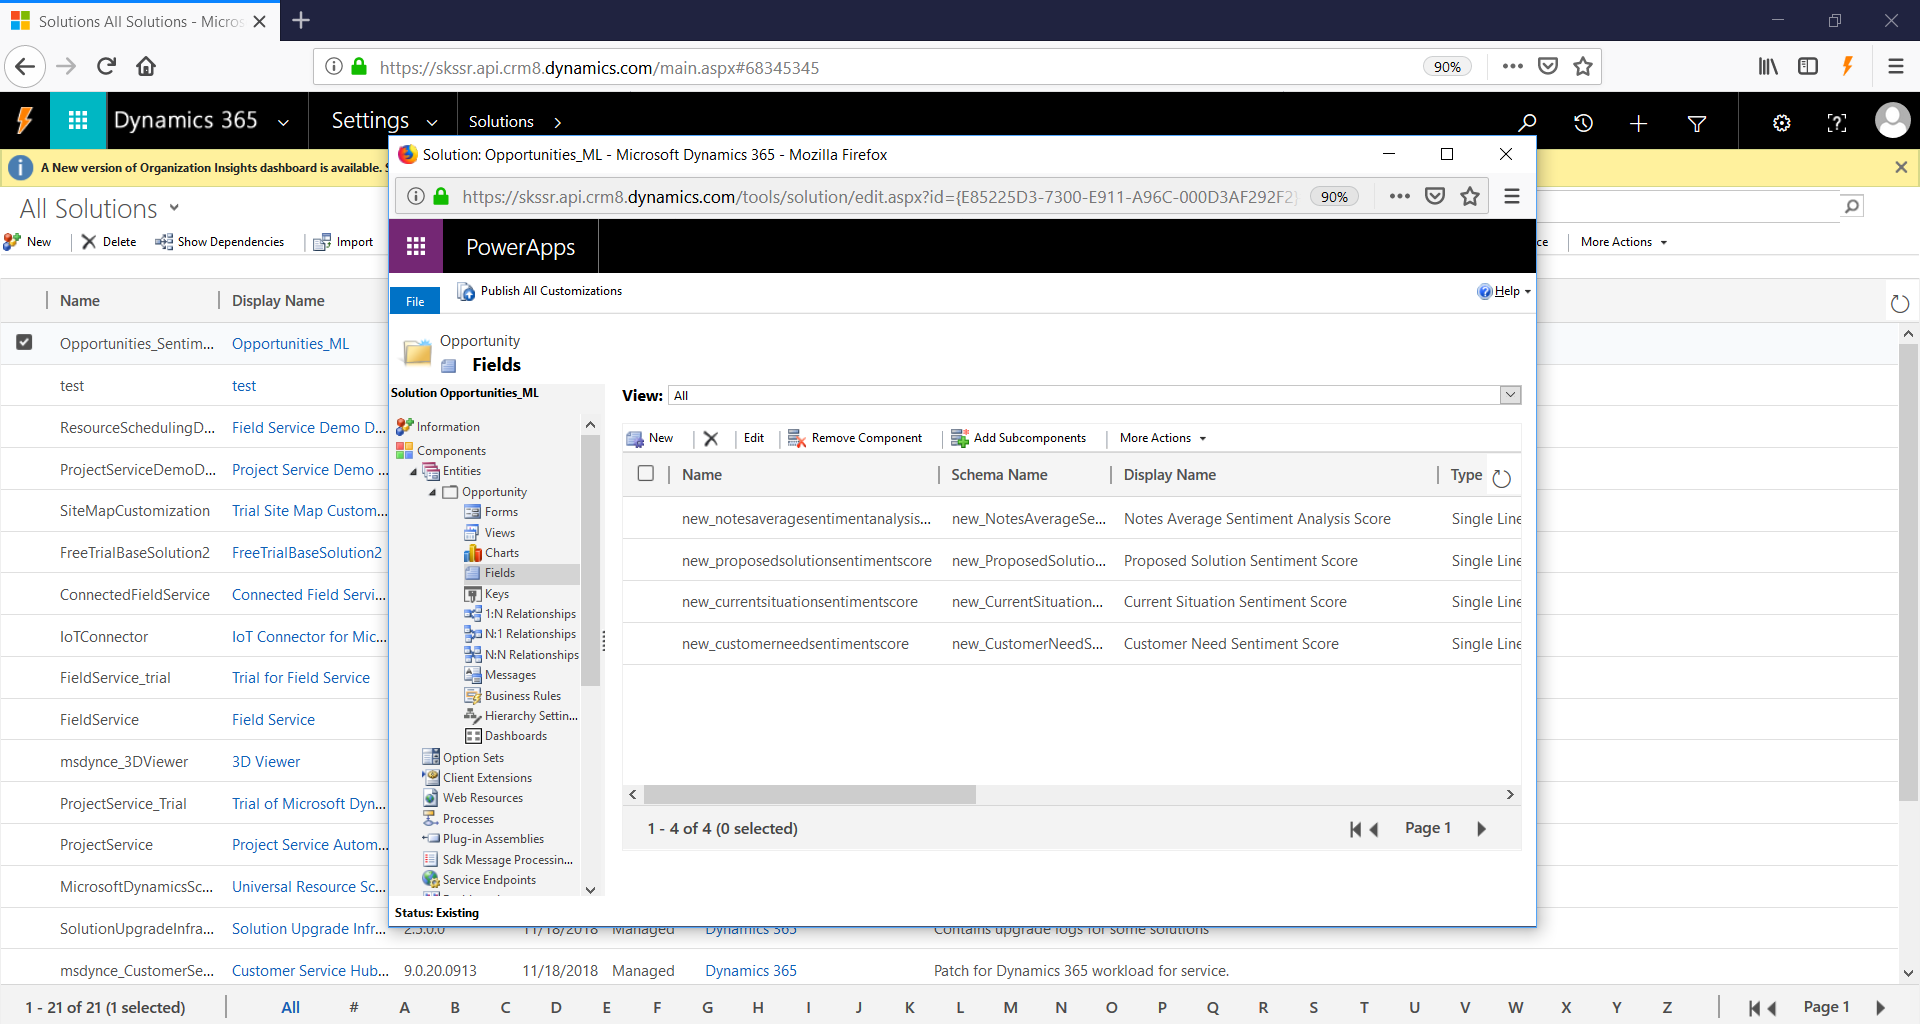 Solutions All Solutions - Micros
https://skssr.api.crm8.dynamics.com/main.aspx#68345345
90%
Dynamics 365
Settings
Solutions
A New version of Organization Insights dashboard is available.
All Solutions
New
Delete
Show Dependencies
Import
ce
More Actions
Name
Display Name
Opportunities_Sentim...
Opportunities_ML
test
test
ResourceSchedulingD...
Field Service Demo D...
ProjectServiceDemoD...
Project Service Demo ...
SiteMapCustomization
Trial Site Map Custom...
FreeTrialBaseSolution2
FreeTrialBaseSolution2
ConnectedFieldService
Connected Field Servi...
IoTConnector
IoT Connector for Mic...
FieldService_trial
Trial for Field Service
FieldService
Field Service
msdynce_3DViewer
3D Viewer
ProjectService_Trial
Trial of Microsoft Dyn...
ProjectService
Project Service Autom...
MicrosoftDynamicsSc...
Universal Resource Sc...
SolutionUpgradeInfra...
Solution Upgrade Infr...
2.5.0.0
11/18/2018
Managed
Dynamics 365
Contains upgrade logs for some solutions
msdynce_CustomerSe...
Customer Service Hub...
9.0.20.0913
11/18/2018
Managed
Dynamics 365
Patch for Dynamics 365 workload for service.
1 - 21 of 21 (1 selected)
All # A B C D E F G H I J K L M N O P Q R S T U V W X Y Z
Page 1
Solution: Opportunities_ML - Microsoft Dynamics 365 - Mozilla Firefox
https://skssr.api.crm8.dynamics.com/tools/solution/edit.aspx?id={E85225D3-7300-E911-A96C-000D3AF292F2}
90%
PowerApps
File
Publish All Customizations
Help
Opportunity
Fields
Solution Opportunities_ML
Information
Components
Entities
Opportunity
Forms
Views
Charts
Fields
Keys
1:N Relationships
N:1 Relationships
N:N Relationships
Messages
Business Rules
Hierarchy Settin...
Dashboards
Option Sets
Client Extensions
Web Resources
Processes
Plug-in Assemblies
Sdk Message Processin...
Service Endpoints
Status: Existing
View: All
New
Edit
Remove Component
Add Subcomponents
More Actions
Name
Schema Name
Display Name
Type
new_notesaveragesentimentanalysis...
new_NotesAverageSe...
Notes Average Sentiment Analysis Score
Single Line
new_proposedsolutionsentimentscore
new_ProposedSolutio...
Proposed Solution Sentiment Score
Single Line
new_currentsituationsentimentscore
new_CurrentSituation...
Current Situation Sentiment Score
Single Line
new_customerneedsentimentscore
new_CustomerNeedS...
Customer Need Sentiment Score
Single Line
1 - 4 of 4 (0 selected)
Page 1